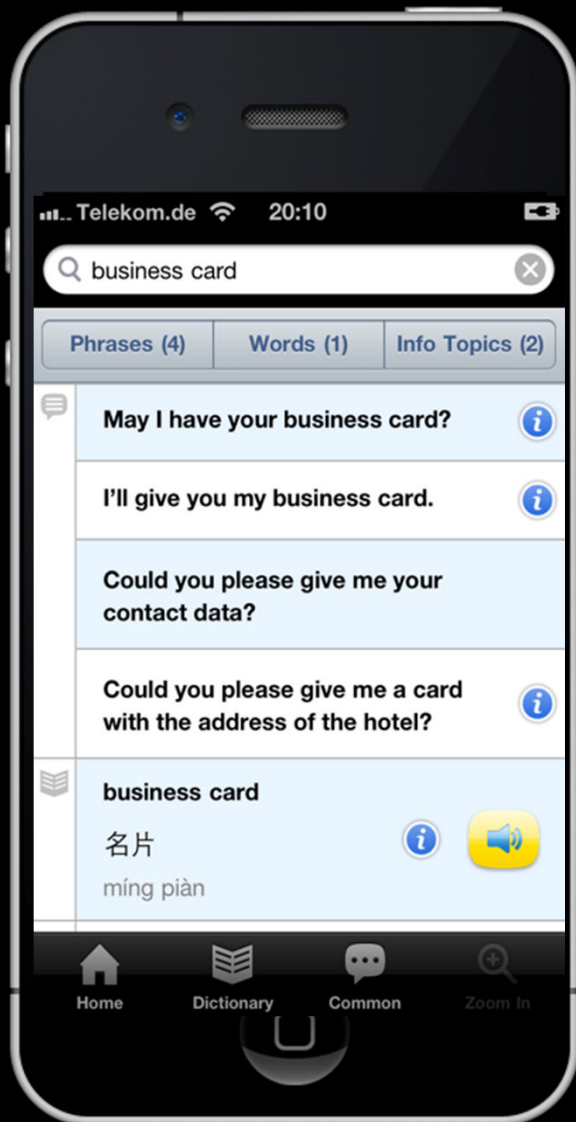 Telekom.de 20:10
business card
Phrases (4) Words (1) Info Topics (2)
May I have your business card?
I'll give you my business card.
Could you please give me your
contact data?
Could you please give me a card
with the address of the hotel?
business card
名片
míng piàn
Home Dictionary Common Zoom In